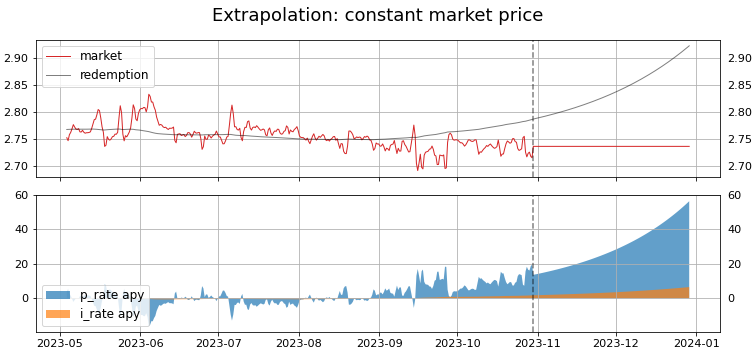 Extrapolation: constant market price
2.90 2.90
2.85 2.85
2.80 2.80
2.75 2.75
2.70 2.70
market
redemption
60 60
40 40
20 20
0 0
p_rate apy
i_rate apy
2023-05 2023-06 2023-07 2023-08 2023-09 2023-10 2023-11 2023-12 2024-01